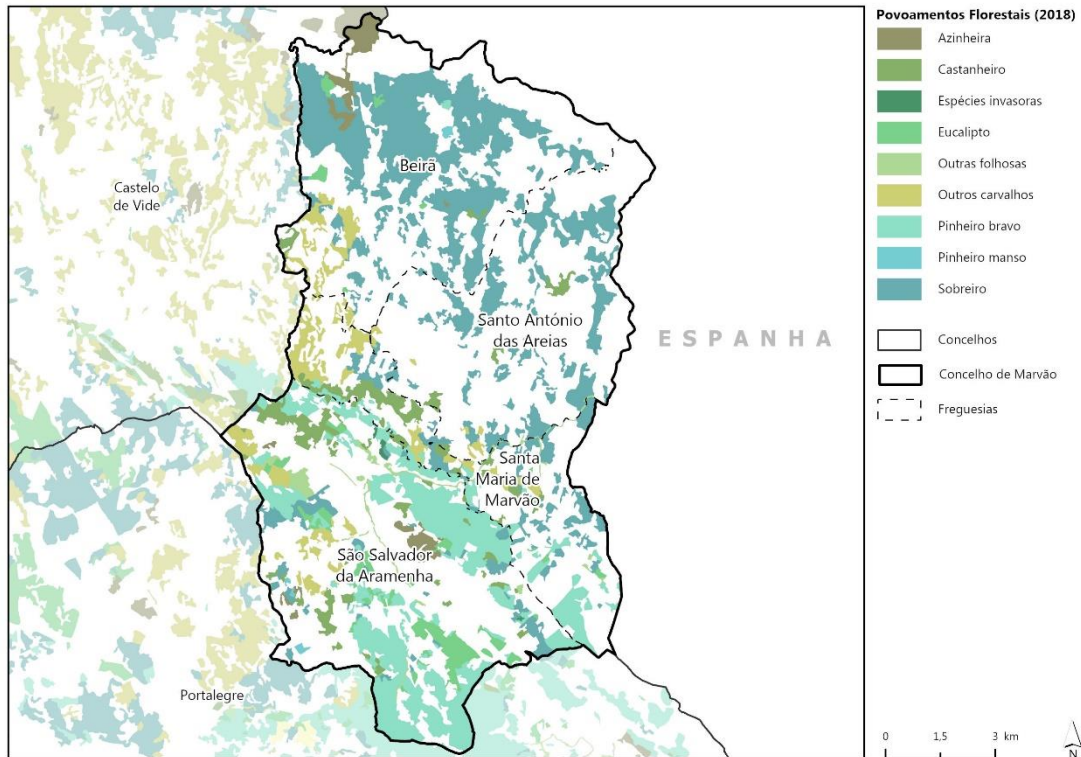 Castelo
de Vide
Beirã
Santo António
das Areias
ESPANHA
Santa
Maria de
Marvão
São Salvador
da Aramenha
Portalegre
Povoamentos Florestais (2018)
Azinheira
Castanheiro
Espécies invasoras
Eucalipto
Outras folhosas
Outros carvalhos
Pinheiro bravo
Pinheiro manso
Sobreiro
Concelhos
Concelho de Marvão
Freguesias
0 1,5 3 km
N